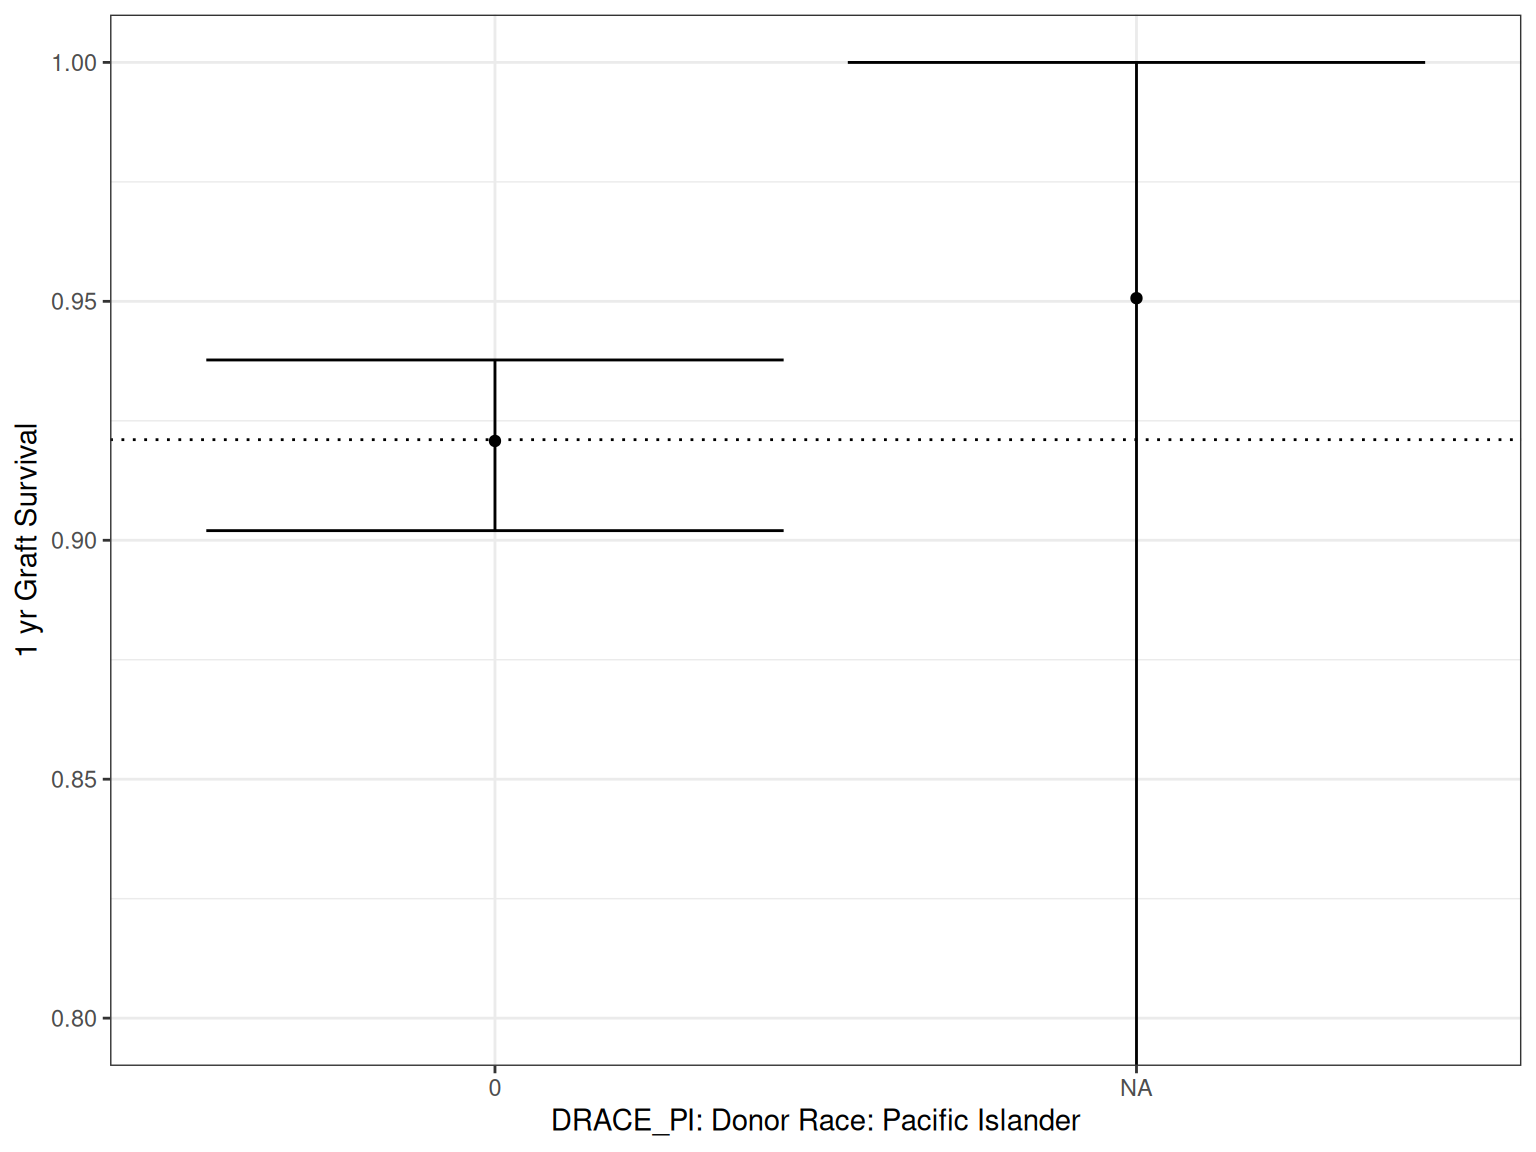 1 yr Graft Survival
1.00
0.95
0.90
0.85
0.80
0 NA
DRACE_PI: Donor Race: Pacific Islander